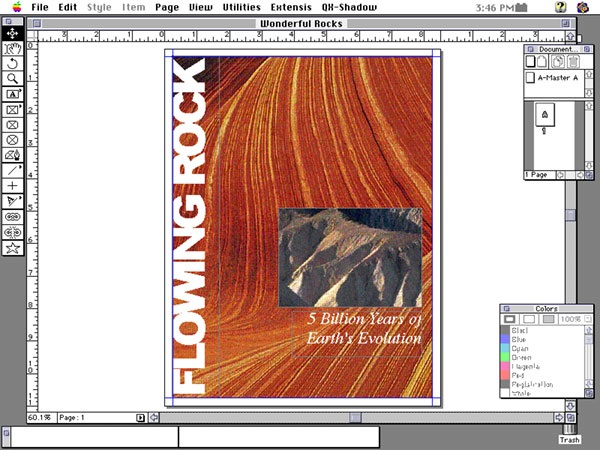 File Edit Style Item Page View Utilities Extensis QX-Shadow 3:46 PM
Wonderful Rocks
FLOWING ROCK
5 Billion Years of
Earth's Evolution
Document...
A-Master A
A
1
1 Page
Colors
100%
Black
Blue
Cyan
Green
Magenta
Red
Registration
White
60.1% Page: 1
Trash